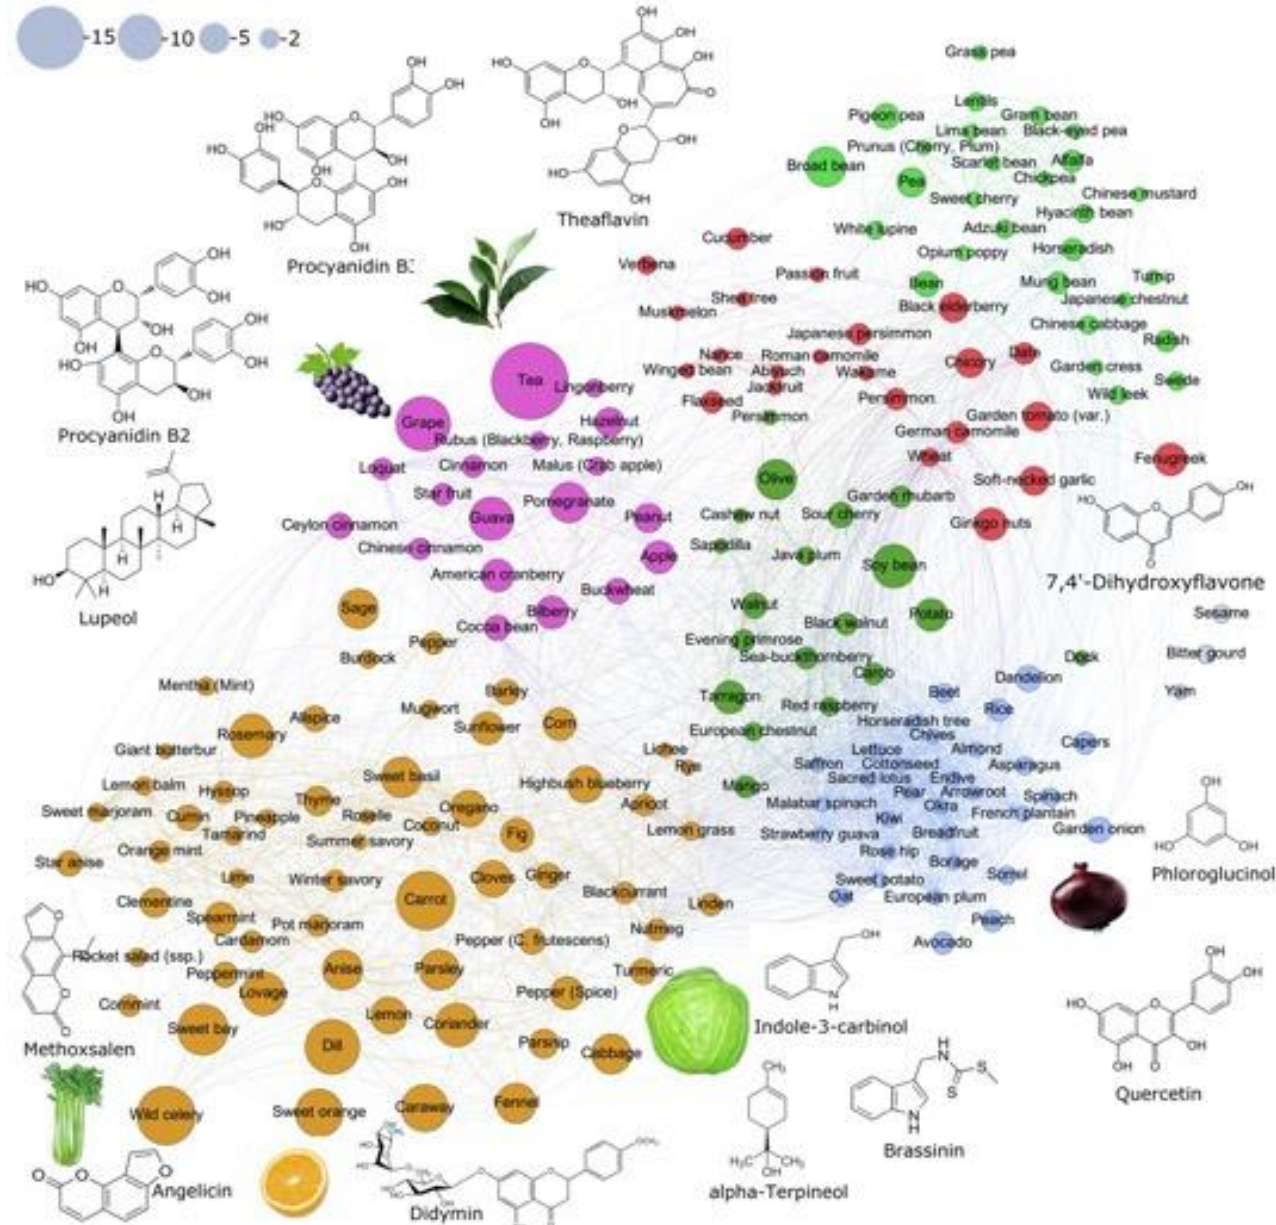 -15 -10 -5 -2
Theaflavin
Procyanidin B
Procyanidin B2
Lupeol
Grass pea
Lentils
Pigeon pea
Gram bean
Lima bean
Black-eyed pea
Prunus (Cherry, Plum)
Broad bean
Scarlet bean
Alfalfa
Pea
Chickpea
Sweet cherry
Chinese mustard
Hyacinth bean
White lupine
Adzuki bean
Opium poppy
Horseradish
Bean
Mung bean
Turnip
Japanese chestnut
Chinese cabbage
Radish
Garden cress
Swede
Wild leek
Cucumber
Verbena
Passion fruit
Shea tree
Muskmelon
Black elderberry
Japanese persimmon
Nance
Roman camomile
Winged bean
Abiyuch
Wakame
Chicory
Date
Jackfruit
Flaxseed
Persimmon
Persimmon
Garden tomato (var.)
German camomile
Wheat
Fenugreek
Soft-necked garlic
Ginkgo nuts
7,4'-Dihydroxyflavone
Tea
Lingonberry
Grape
Hazelnut
Rubus (Blackberry, Raspberry)
Loquat
Cinnamon
Malus (Crab apple)
Star fruit
Pomegranate
Guava
Peanut
Ceylon cinnamon
Chinese cinnamon
Apple
American cranberry
Buckwheat
Bilberry
Cocoa bean
Olive
Garden rhubarb
Cashew nut
Sour cherry
Sapodilla
Java plum
Soy bean
Walnut
Black walnut
Potato
Evening primrose
Sea-buckthornberry
Carob
Dock
Tarragon
Red raspberry
European chestnut
Mango
Sesame
Bitter gourd
Yam
Dandelion
Beet
Rice
Horseradish tree
Chives
Capers
Lettuce
Almond
Saffron
Cottonseed
Asparagus
Sacred lotus
Endive
Pear
Arrowroot
Spinach
Malabar spinach
Okra
French plantain
Kiwi
Strawberry guava
Breadfruit
Garden onion
Rose hip
Borage
Sorrel
Sweet potato
Oat
European plum
Peach
Avocado
Sage
Pepper
Burdock
Mentha (Mint)
Barley
Mugwort
Allspice
Sunflower
Corn
Rosemary
Giant butterbur
Lichee
Rye
Sweet basil
Lemon balm
Hyssop
Highbush blueberry
Thyme
Oregano
Apricot
Sweet marjoram
Cumin
Pineapple
Roselle
Coconut
Tamarind
Fig
Lemon grass
Summer savory
Orange mint
Star anise
Lime
Winter savory
Cloves
Ginger
Blackcurrant
Carrot
Clementine
Linden
Spearmint
Pot marjoram
Nutmeg
Cardamom
Pepper (C. frutescens)
Rocket salad (ssp.)
Peppermint
Anise
Parsley
Turmeric
Lovage
Pepper (Spice)
Cornmint
Lemon
Coriander
Sweet bay
Dill
Parsnip
Cabbage
Wild celery
Sweet orange
Caraway
Fennel
Methoxsalen
Angelicin
Didymin
Indole-3-carbinol
alpha-Terpineol
Brassinin
Quercetin
Phloroglucinol